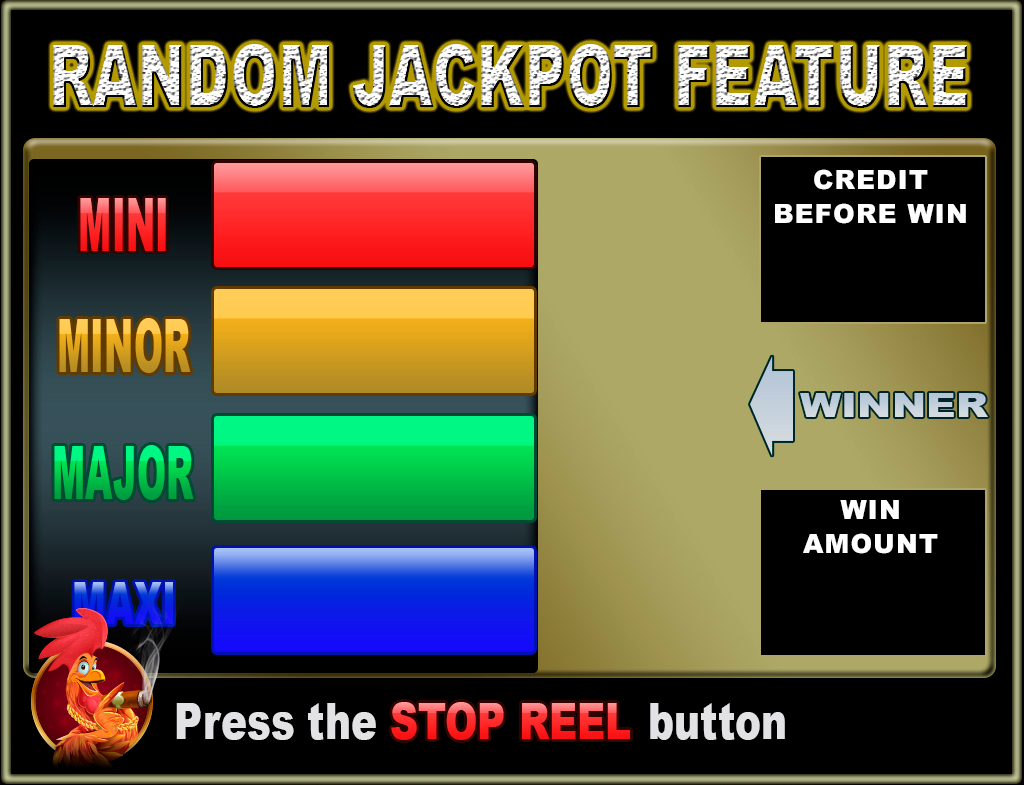 RANDOM JACKPOT FEATURE
MINI
CREDIT
BEFORE WIN
MINOR
WINNER
MAJOR
WIN
AMOUNT
MAXI
Press the STOP REEL button